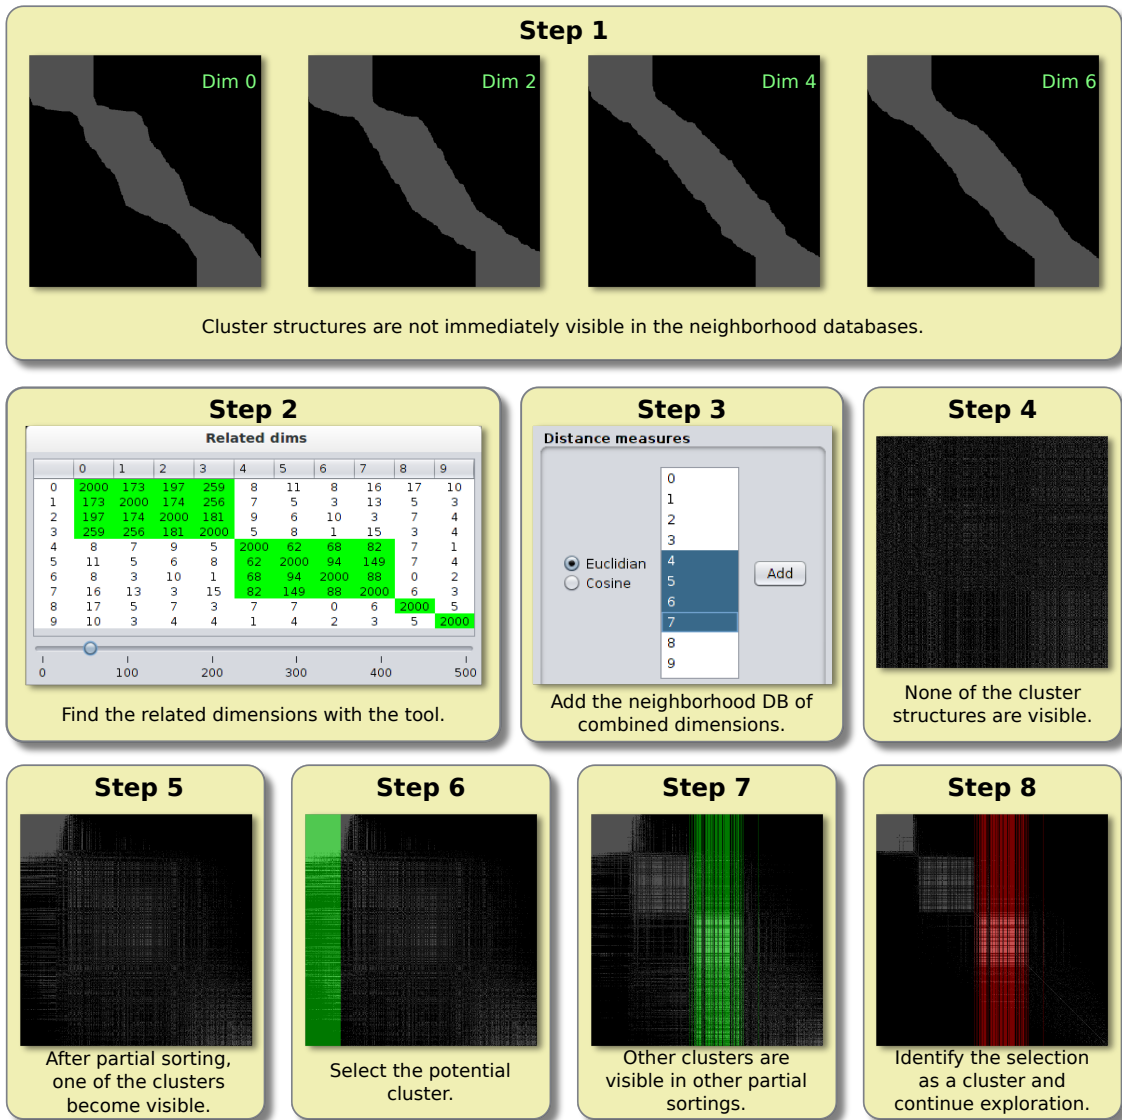 Step 1
Dim 0
Dim 2
Dim 4
Dim 6
Cluster structures are not immediately visible in the neighborhood databases.
Step 2
Related dims
0 1 2 3 4 5 6 7 8 9
0 2000 173 197 259 8 11 8 16 17 10
1 173 2000 174 256 7 5 3 13 5 3
2 197 174 2000 181 9 6 10 3 7 4
3 259 256 181 2000 5 8 1 15 3 4
4 8 7 9 5 2000 62 68 82 7 1
5 11 5 6 8 62 2000 94 149 7 4
6 8 3 10 1 68 94 2000 88 0 2
7 16 13 3 15 82 149 88 2000 6 3
8 17 5 7 3 7 7 0 6 2000 5
9 10 3 4 4 1 4 2 3 5 2000
0 100 200 300 400 500
Find the related dimensions with the tool.
Step 3
Distance measures
Euclidian
Cosine
0
1
2
3
4
5
6
7
8
9
Add
Add the neighborhood DB of
combined dimensions.
Step 4
None of the cluster
structures are visible.
Step 5
After partial sorting,
one of the clusters
become visible.
Step 6
Select the potential
cluster.
Step 7
Other clusters are
visible in other partial
sortings.
Step 8
Identify the selection
as a cluster and
continue exploration.